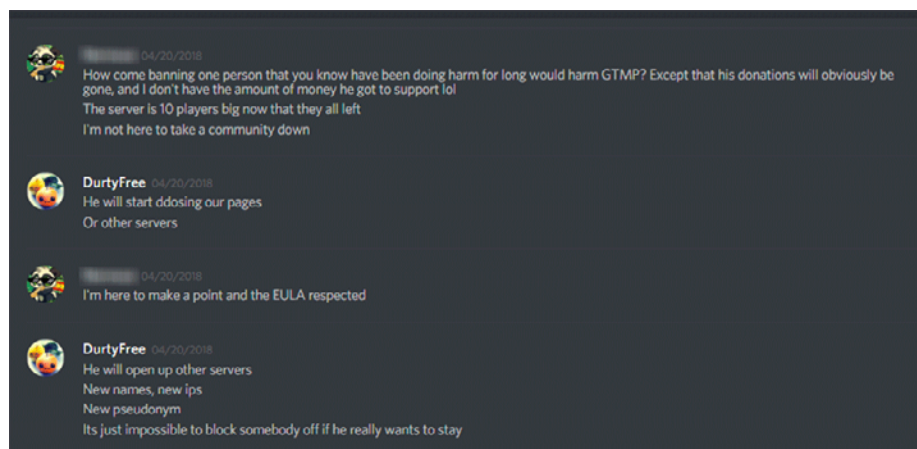 04/20/2018
How come banning one person that you know have been doing harm for long would harm GTMP? Except that his donations will obviously be
gone, and I don't have the amount of money he got to support lol
The server is 10 players big now that they all left
I'm not here to take a community down
DurtyFree 04/20/2018
He will start ddosing our pages
Or other servers
04/20/2018
I'm here to make a point and the EULA respected
DurtyFree 04/20/2018
He will open up other servers
New names, new ips
New pseudonym
Its just impossible to block somebody off if he really wants to stay